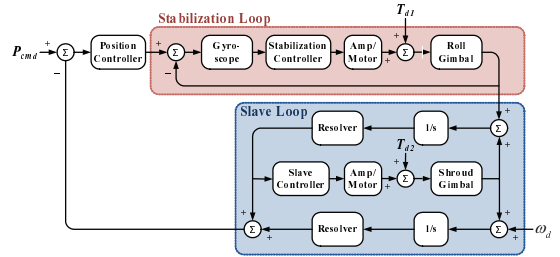 Stabilization Loop
T_d1
P_cmd
+
Σ
−
Position
Controller
+
Σ
−
Gyro-
scope
Stabilization
Controller
Amp/
Motor
+
+
Σ
Roll
Gimbal
Slave Loop
Resolver
1/s
+
Σ
+
T_d2
Slave
Controller
Amp/
Motor
+
+
Σ
Shroud
Gimbal
+
+
Σ
Resolver
1/s
+
Σ
+
ω_d